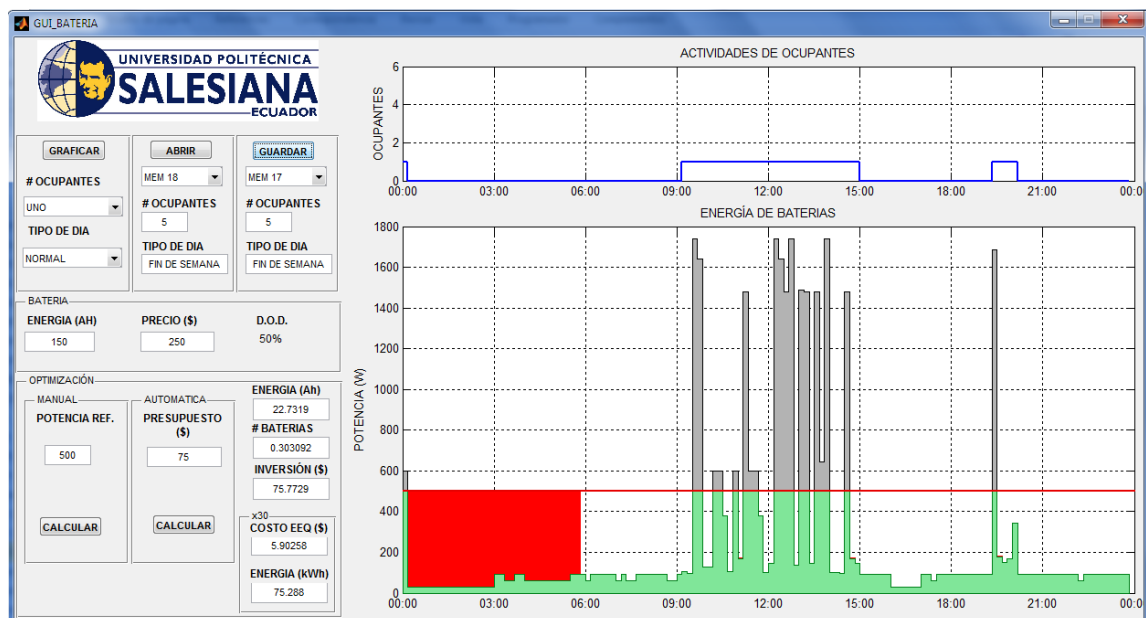 GUI_BATERIA
UNIVERSIDAD POLITÉCNICA
SALESIANA
ECUADOR
GRAFICAR
# OCUPANTES
UNO
TIPO DE DIA
NORMAL
ABRIR
MEM 18
# OCUPANTES
5
TIPO DE DIA
FIN DE SEMANA
GUARDAR
MEM 17
# OCUPANTES
5
TIPO DE DIA
FIN DE SEMANA
BATERIA
ENERGIA (AH)
150
PRECIO ($)
250
D.O.D.
50%
OPTIMIZACIÓN
MANUAL
POTENCIA REF.
500
CALCULAR
AUTOMATICA
PRESUPUESTO
($)
75
CALCULAR
ENERGIA (Ah)
22.7319
# BATERIAS
0.303092
INVERSIÓN ($)
75.7729
x30
COSTO EEQ ($)
5.90258
ENERGIA (kWh)
75.288
ACTIVIDADES DE OCUPANTES
OCUPANTES
6
4
2
0
00:00 03:00 06:00 09:00 12:00 15:00 18:00 21:00 00:0
ENERGÍA DE BATERIAS
POTENCIA (W)
1800
1600
1400
1200
1000
800
600
400
200
0
00:00 03:00 06:00 09:00 12:00 15:00 18:00 21:00 00:0